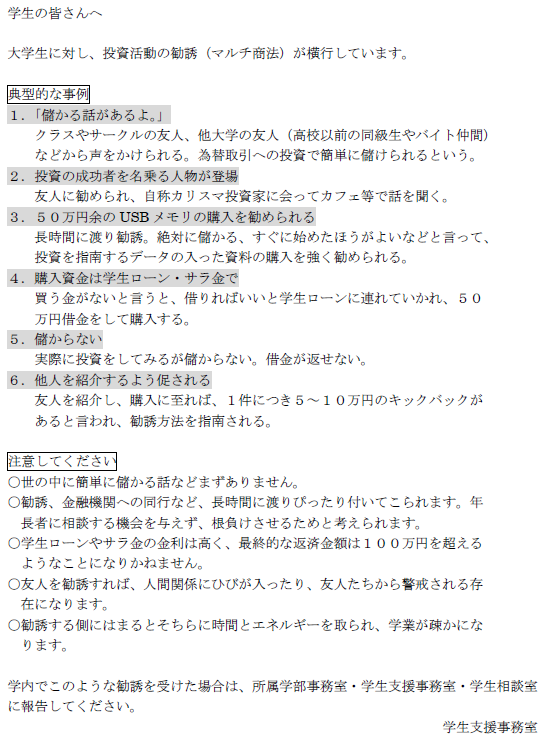 学生の皆さんへ
大学生に対し、投資活動の勧誘（マルチ商法）が横行しています。
典型的な事例
１．「儲かる話があるよ。」
クラスやサークルの友人、他大学の友人（高校以前の同級生やバイト仲間）
などから声をかけられる。為替取引への投資で簡単に儲けられるという。
２．投資の成功者を名乗る人物が登場
友人に勧められ、自称カリスマ投資家に会ってカフェ等で話を聞く。
３．５０万円余の USB メモリの購入を勧められる
長時間に渡り勧誘。絶対に儲かる、すぐに始めたほうがよいなどと言って、
投資を指南するデータの入った資料の購入を強く勧められる。
４．購入資金は学生ローン・サラ金で
買う金がないと言うと、借りればいいと学生ローンに連れていかれ、５０
万円借金をして購入する。
５．儲からない
実際に投資をしてみるが儲からない。借金が返せない。
６．他人を紹介するよう促される
友人を紹介し、購入に至れば、１件につき５～１０万円のキックバックが
あると言われ、勧誘方法を指南される。
注意してください
○世の中に簡単に儲かる話などまずありません。
○勧誘、金融機関への同行など、長時間に渡りぴったり付いてこられます。年
長者に相談する機会を与えず、根負けさせるためと考えられます。
○学生ローンやサラ金の金利は高く、最終的な返済金額は１００万円を超える
ようなことになりかねません。
○友人を勧誘すれば、人間関係にひびが入ったり、友人たちから警戒される存
在になります。
○勧誘する側にはまるとそちらに時間とエネルギーを取られ、学業が疎かにな
ります。
学内でこのような勧誘を受けた場合は、所属学部事務室・学生支援事務室・学生相談室
に報告してください。
学生支援事務室